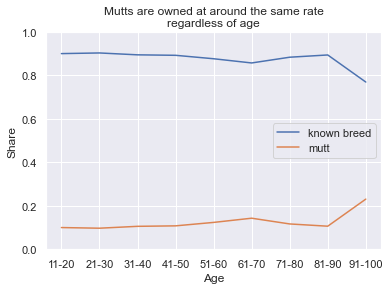 Mutts are owned at around the same rate
regardless of age
1.0
0.8
0.6
0.4
0.2
0.0
Share
known breed
mutt
11-20 21-30 31-40 41-50 51-60 61-70 71-80 81-90 91-100
Age